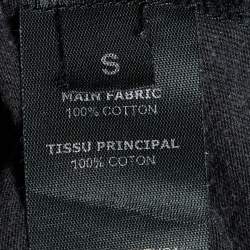 S
MAIN FABRIC
100% COTTON
TISSU PRINCIPAL
100% COTON